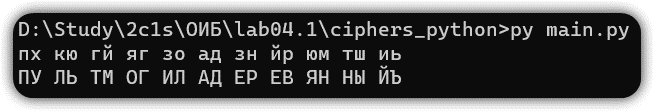 D:\Study\2c1s\ОИБ\lab04.1\ciphers_python>py main.py
пх кю гй яг зо ад зн йр юм тш иь
ПУ ЛЬ ТМ ОГ ИЛ АД ЕР ЕВ ЯН НЫ ЙЪ